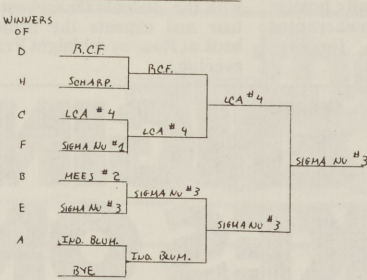 WINNERS
OF
D R.C.F.
R.C.F.
H SCHARP.
LCA #4
C LCA #4
LCA #4
F SIGMA NU #1
SIGMA NU #3
B MEES #2
SIGMA NU #3
E SIGMA NU #3
SIGMA NU #3
A IND. BLUM.
IND. BLUM.
BYE